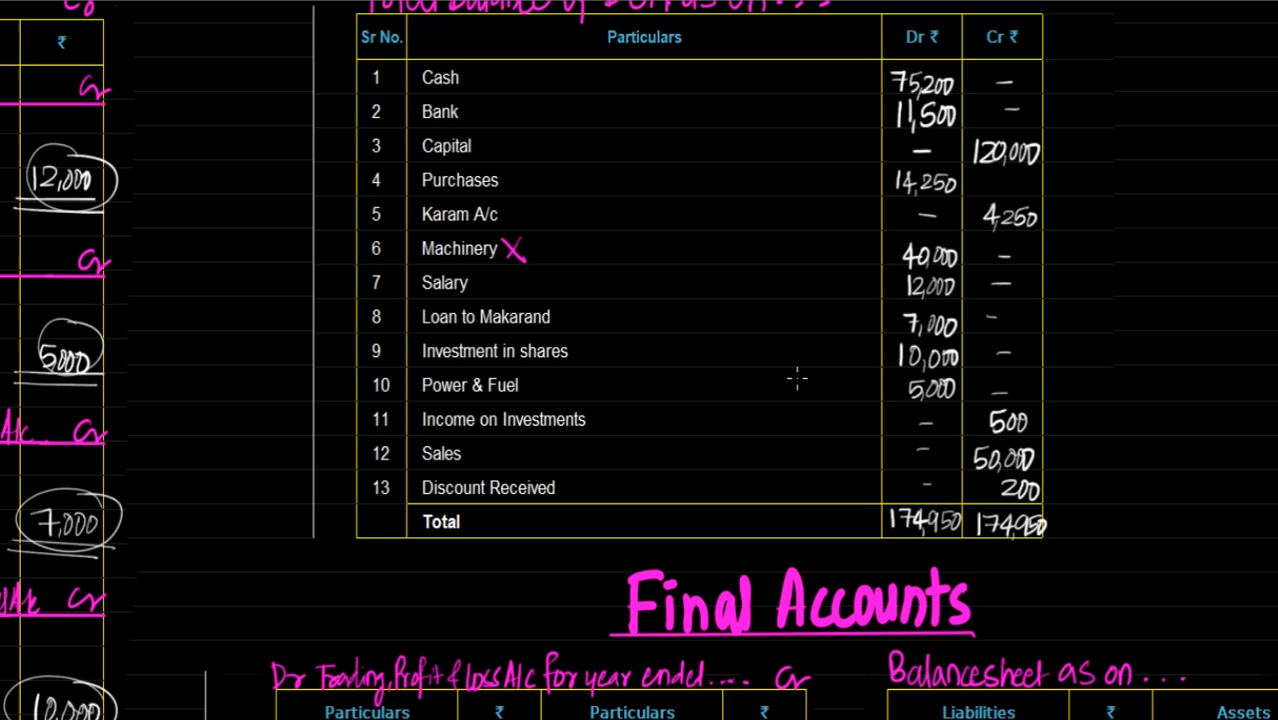 ₹
Cr
12,000
Cr
5,000
A/c Cr
7,000
A/c Cr
10,000
Sr No. Particulars Dr ₹ Cr ₹
1 Cash 75,200 —
2 Bank 11,500 -
3 Capital — 120,000
4 Purchases 14,250
5 Karam A/c — 4,250
6 Machinery X 40,000 —
7 Salary 12,000 —
8 Loan to Makarand 7,000 -
9 Investment in shares 10,000 —
10 Power & Fuel 5,000 —
11 Income on Investments — 500
12 Sales - 50,000
13 Discount Received - 200
Total 174,950 174,950
Final Accounts
Dr Trading, Profit & Loss A/c for year ended.... Cr
Particulars ₹ Particulars ₹
Balancesheet as on...
Liabilities ₹ Assets